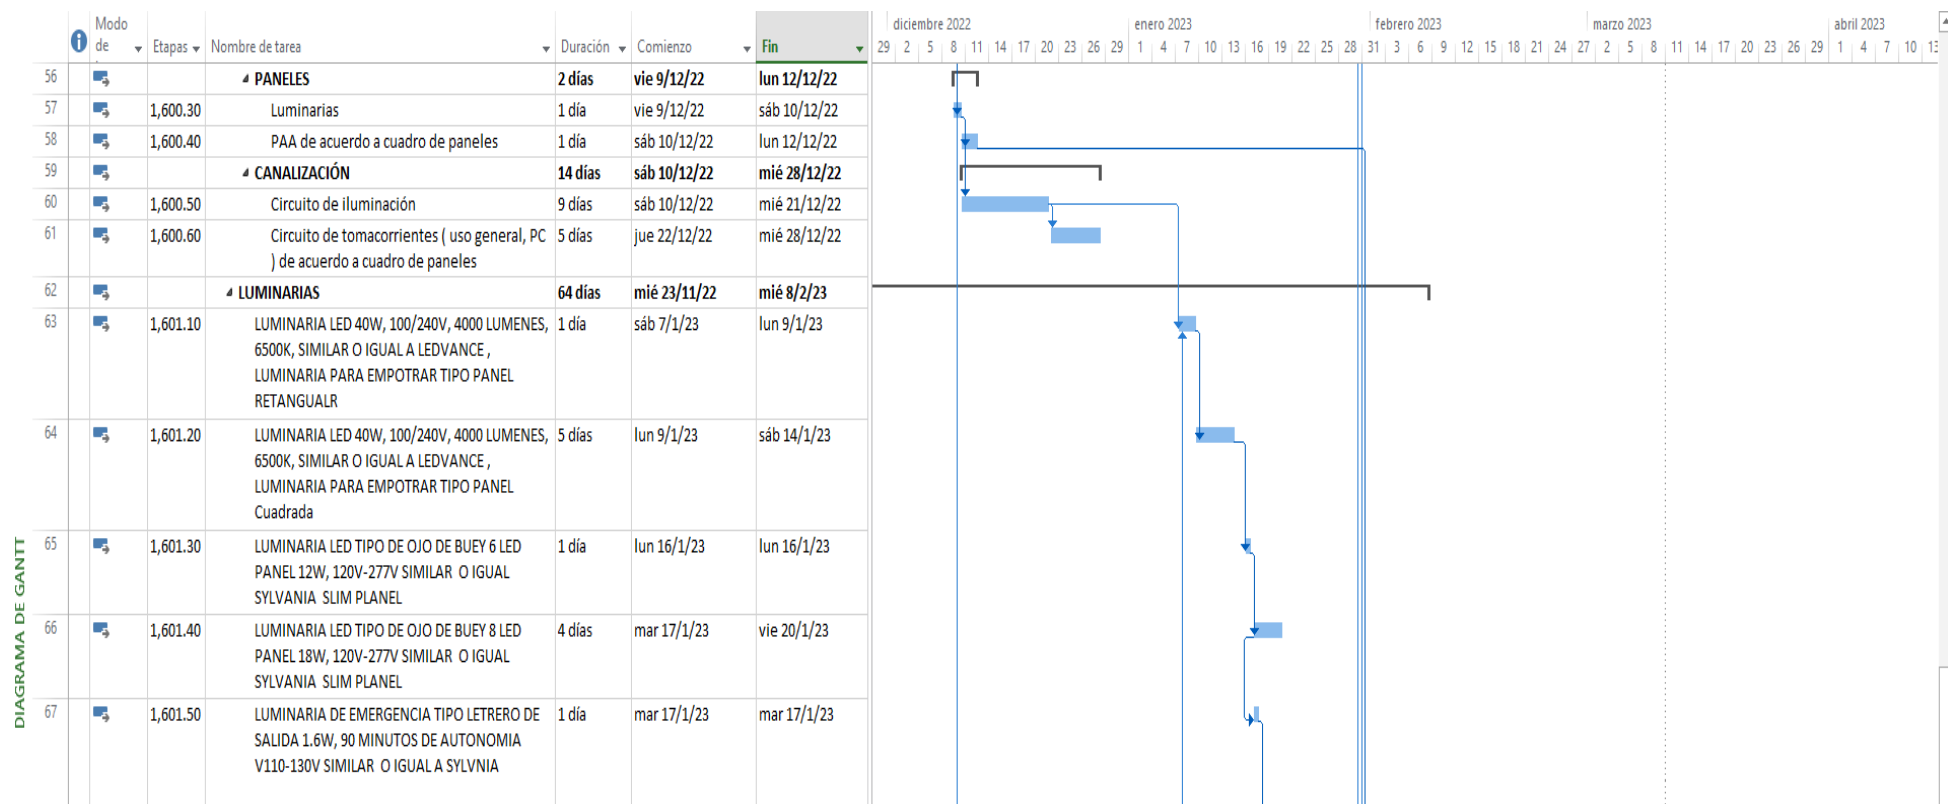 diciembre 2022 enero 2023 febrero 2023 marzo 2023 abril 2023
Modo
de Etapas Nombre de tarea Duración Comienzo Fin 29 2 5 8 11 14 17 20 23 26 29 1 4 7 10 13 16 19 22 25 28 31 3 6 9 12 15 18 21 24 27 2 5 8 11 14 17 20 23 26 29 1 4 7 10 13
56 PANELES 2 días vie 9/12/22 lun 12/12/22
57 1,600.30 Luminarias 1 día vie 9/12/22 sáb 10/12/22
58 1,600.40 PAA de acuerdo a cuadro de paneles 1 día sáb 10/12/22 lun 12/12/22
59 CANALIZACIÓN 14 días sáb 10/12/22 mié 28/12/22
60 1,600.50 Circuito de iluminación 9 días sáb 10/12/22 mié 21/12/22
61 1,600.60 Circuito de tomacorrientes ( uso general, PC 5 días jue 22/12/22 mié 28/12/22
) de acuerdo a cuadro de paneles
62 LUMINARIAS 64 días mié 23/11/22 mié 8/2/23
63 1,601.10 LUMINARIA LED 40W, 100/240V, 4000 LUMENES, 1 día sáb 7/1/23 lun 9/1/23
6500K, SIMILAR O IGUAL A LEDVANCE ,
LUMINARIA PARA EMPOTRAR TIPO PANEL
RETANGUALR
64 1,601.20 LUMINARIA LED 40W, 100/240V, 4000 LUMENES, 5 días lun 9/1/23 sáb 14/1/23
6500K, SIMILAR O IGUAL A LEDVANCE ,
LUMINARIA PARA EMPOTRAR TIPO PANEL
Cuadrada
65 1,601.30 LUMINARIA LED TIPO DE OJO DE BUEY 6 LED 1 día lun 16/1/23 lun 16/1/23
PANEL 12W, 120V-277V SIMILAR O IGUAL
SYLVANIA SLIM PLANEL
66 1,601.40 LUMINARIA LED TIPO DE OJO DE BUEY 8 LED 4 días mar 17/1/23 vie 20/1/23
PANEL 18W, 120V-277V SIMILAR O IGUAL
SYLVANIA SLIM PLANEL
67 1,601.50 LUMINARIA DE EMERGENCIA TIPO LETRERO DE 1 día mar 17/1/23 mar 17/1/23
SALIDA 1.6W, 90 MINUTOS DE AUTONOMIA
V110-130V SIMILAR O IGUAL A SYLVNIA
DIAGRAMA DE GANTT